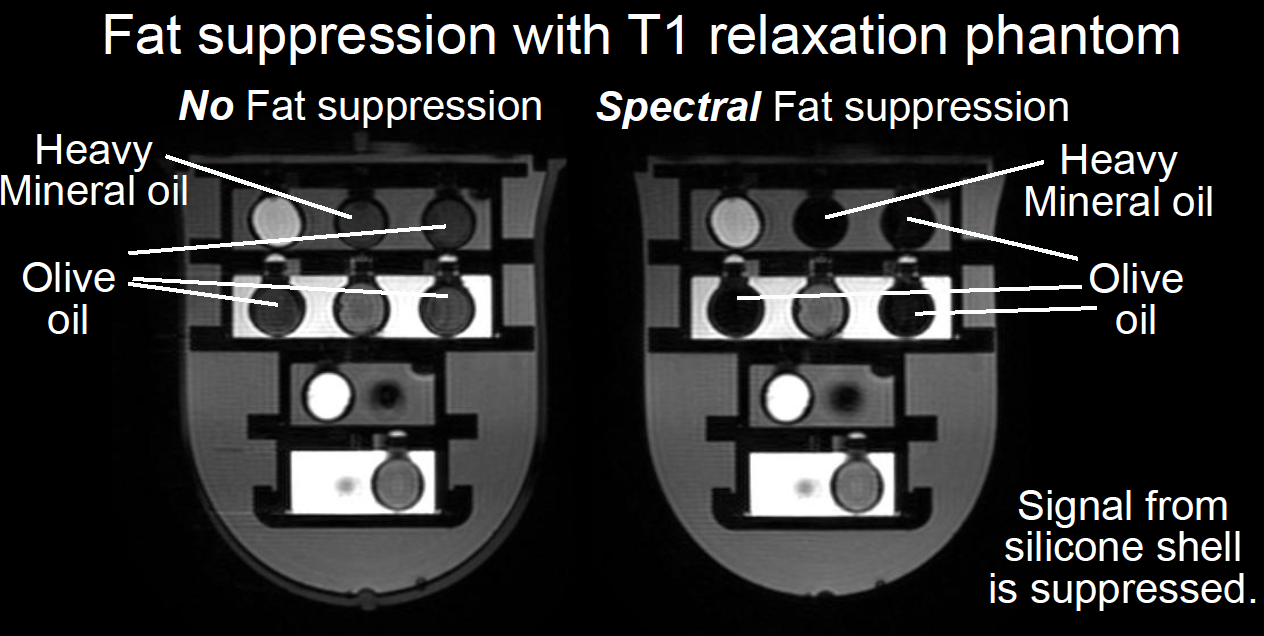 Fat suppression with T1 relaxation phantom
No Fat suppression
Spectral Fat suppression
Heavy
Mineral oil
Olive
oil
Heavy
Mineral oil
Olive
oil
Signal from
silicone shell
is suppressed.